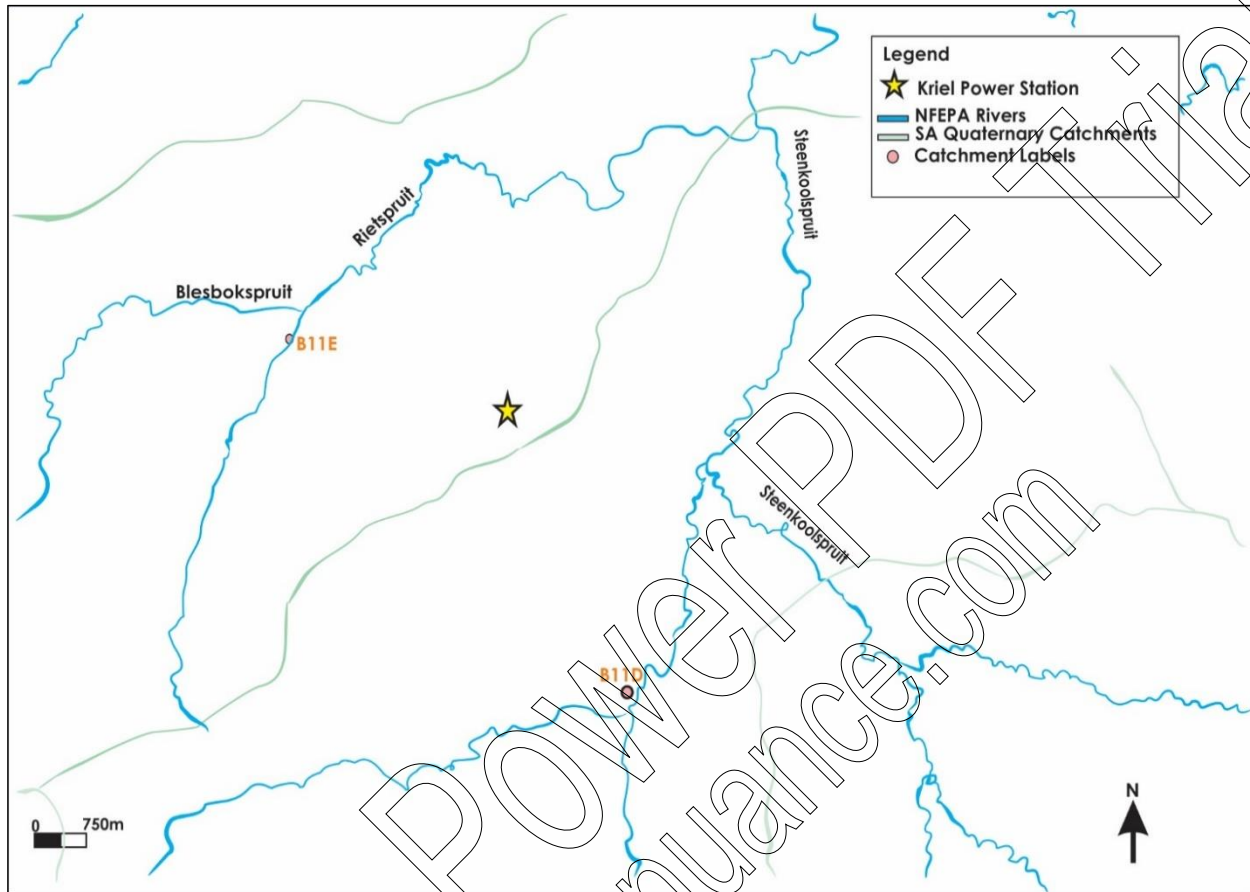 Legend
Kriel Power Station
NFEPA Rivers
SA Quaternary Catchments
Catchment Labels
Steenkoolspruit
Rietspruit
Blesbokspruit
B11E
Steenkoolspruit
B11D
0 750m
N
Power PDF Tria
nuance.com